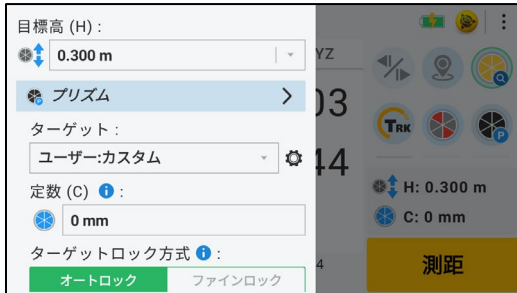 目標高 (H) :
0.300 m
プリズム
ターゲット :
ユーザー:カスタム
定数 (C) :
0 mm
ターゲットロック方式 :
オートロック ファインロック
YZ
03
44
4
TRK
P
H: 0.300 m
C: 0 mm
測距